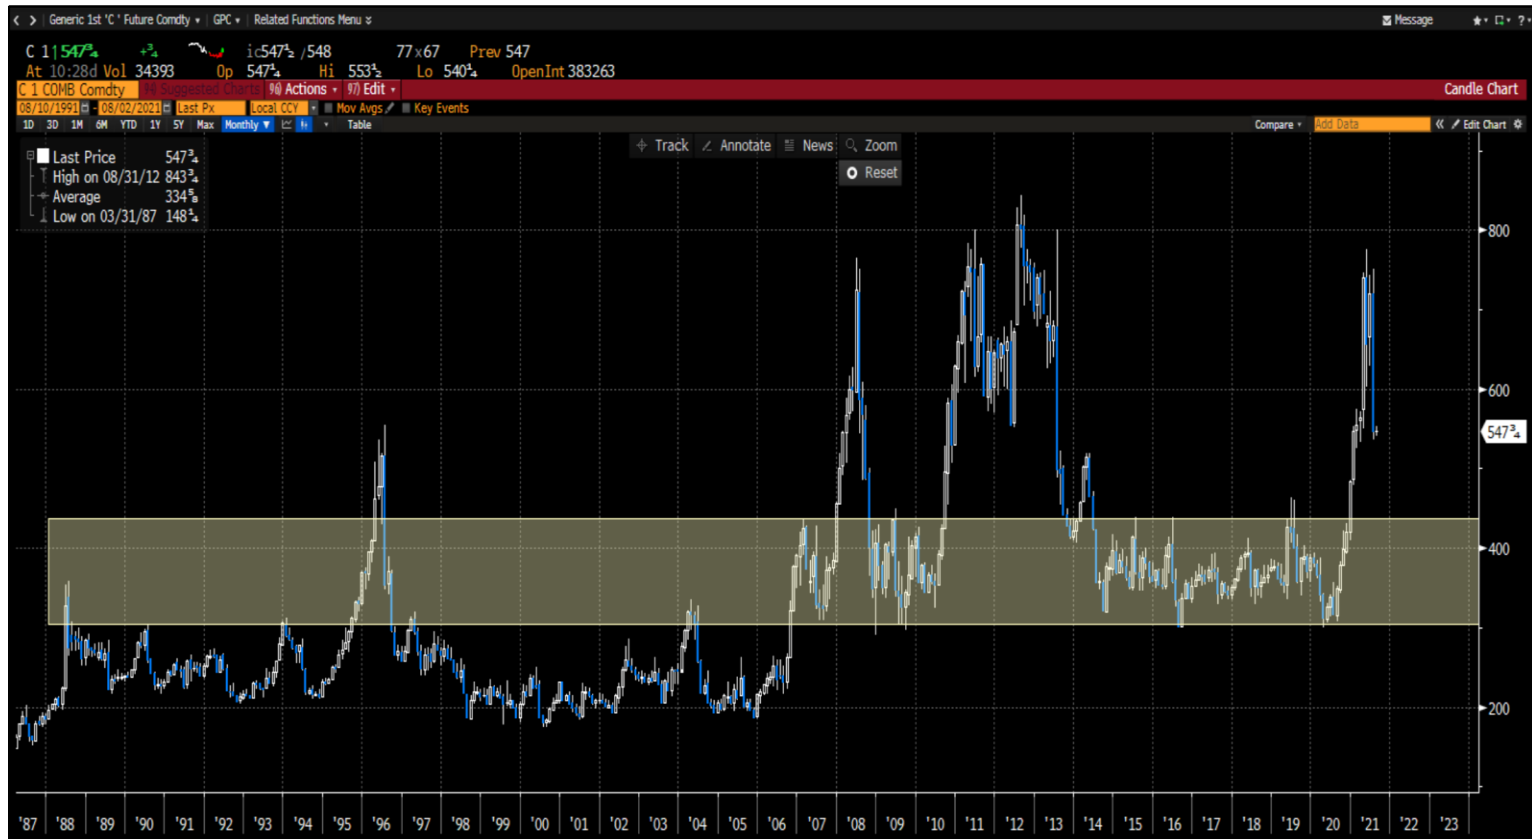 Generic 1st 'C ' Future Comdty GPC Related Functions Menu Message ?
C 1 547¾ +¾ ic547½ /548 77x67 Prev 547
At 10:28d Vol 34393 Op 547¼ Hi 553½ Lo 540¼ OpenInt 383263
C 1 COMB Comdty 94) Suggested Charts 96) Actions 97) Edit Candle Chart
08/10/1991 - 08/02/2021 Last Px Local CCY Mov Avgs Key Events
1D 3D 1M 6M YTD 1Y 5Y Max Monthly ▼ Table Compare Add Data « Edit Chart
Track Annotate News Zoom
Reset
Last Price 547¾
High on 08/31/12 843¾
Average 334⅝
Low on 03/31/87 148¼
800
600
547¾
400
200
'87 '88 '89 '90 '91 '92 '93 '94 '95 '96 '97 '98 '99 '00 '01 '02 '03 '04 '05 '06 '07 '08 '09 '10 '11 '12 '13 '14 '15 '16 '17 '18 '19 '20 '21 '22 '23